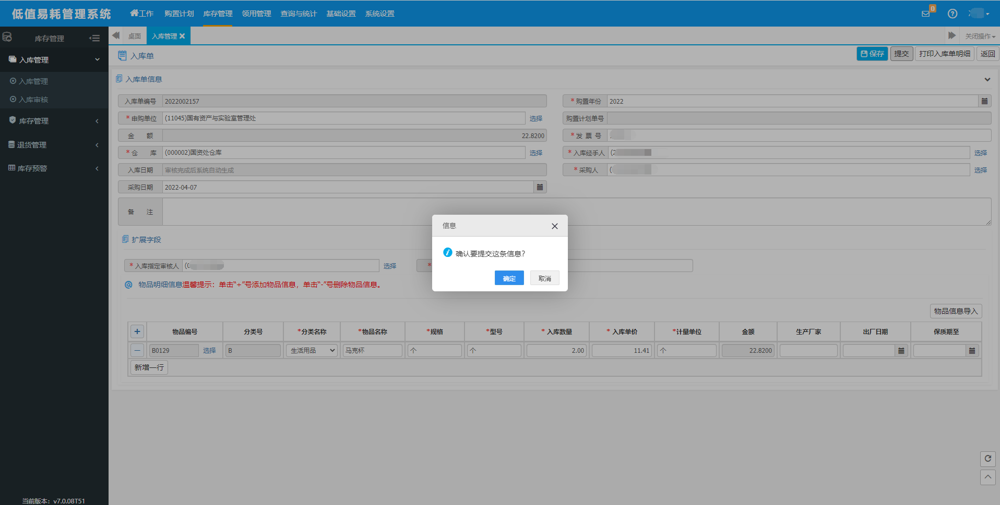 低值易耗管理系统 工作 购置计划 库存管理 领用管理 查询与统计 基础设置 系统设置 0
库存管理 桌面 入库管理 关闭操作
入库单 保存 提交 打印入库单明细 返回
入库管理
入库管理
入库审核
库存管理
退货管理
库存预警
入库单信息
入库单编号 2022002157 * 购置年份 2022
* 申购单位 (11045)国有资产与实验室管理处 选择 购置计划单号
金 额 22.8200 * 发 票 号
* 仓 库 (000002)国资处仓库 选择 * 入库经手人 (2 选择
入库日期 审核完成后系统自动生成 * 采购人 ( 选择
采购日期 2022-04-07
备 注
信息
确认要提交这条信息?
确定 取消
扩展字段
* 入库指定审核人 (0 选择 *
物品明细信息温馨提示：单击“+”号添加物品信息，单击“-”号删除物品信息。
物品信息导入
+ 物品编号 分类号 *分类名称 *物品名称 *规格 *型号 * 入库数量 * 入库单价 *计量单位 金额 生产厂家 出厂日期 保质期至
- B0129 选择 B 生活用品 马克杯 个 个 2.00 11.41 个 22.8200
新增一行
当前版本：v7.0.08T51